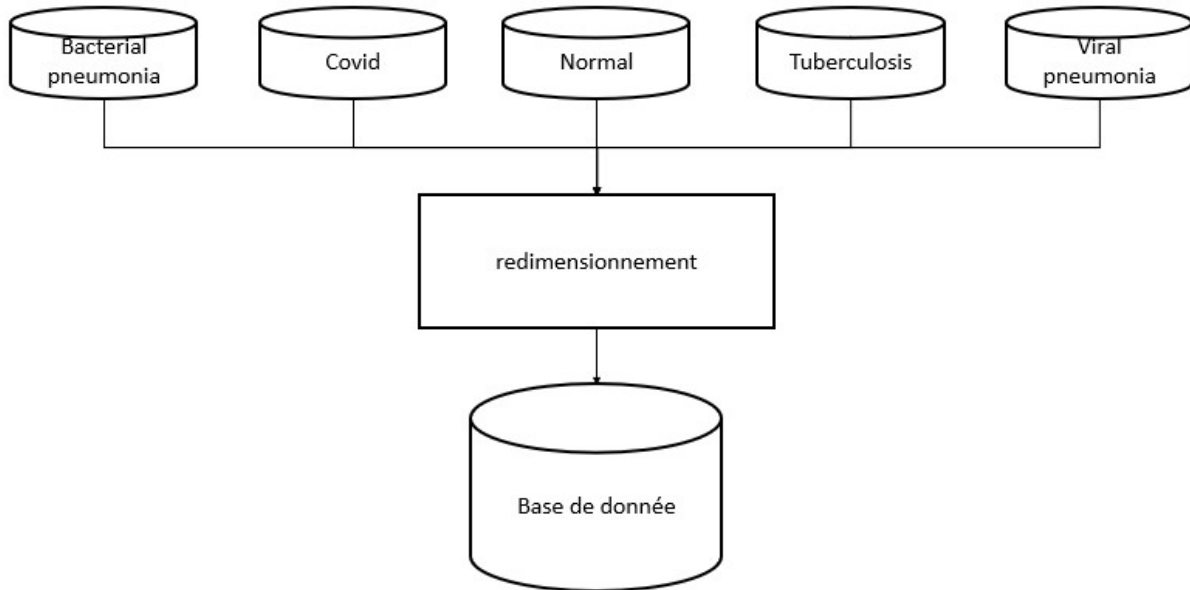 Bacterial
pneumonia
Covid
Normal
Tuberculosis
Viral
pneumonia
redimensionnement
Base de donnée